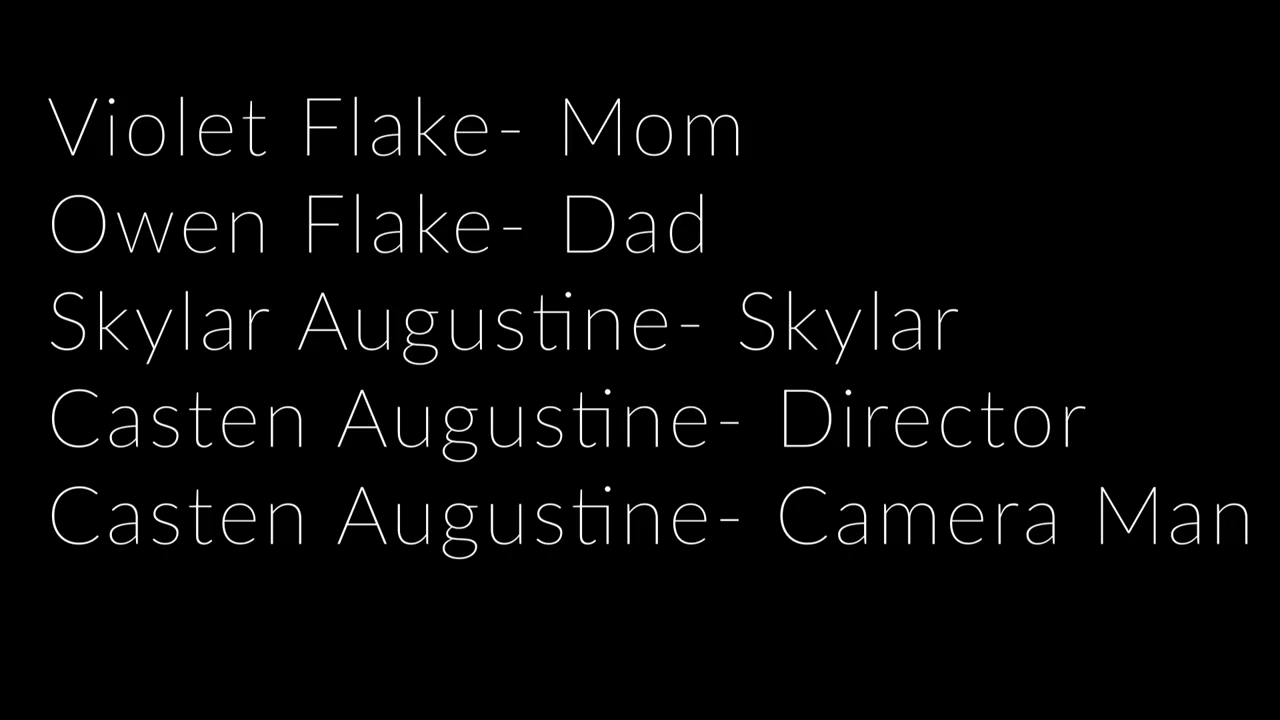 Violet Flake- Mom
Owen Flake- Dad
Skylar Augustine- Skylar
Casten Augustine- Director
Casten Augustine- Camera Man